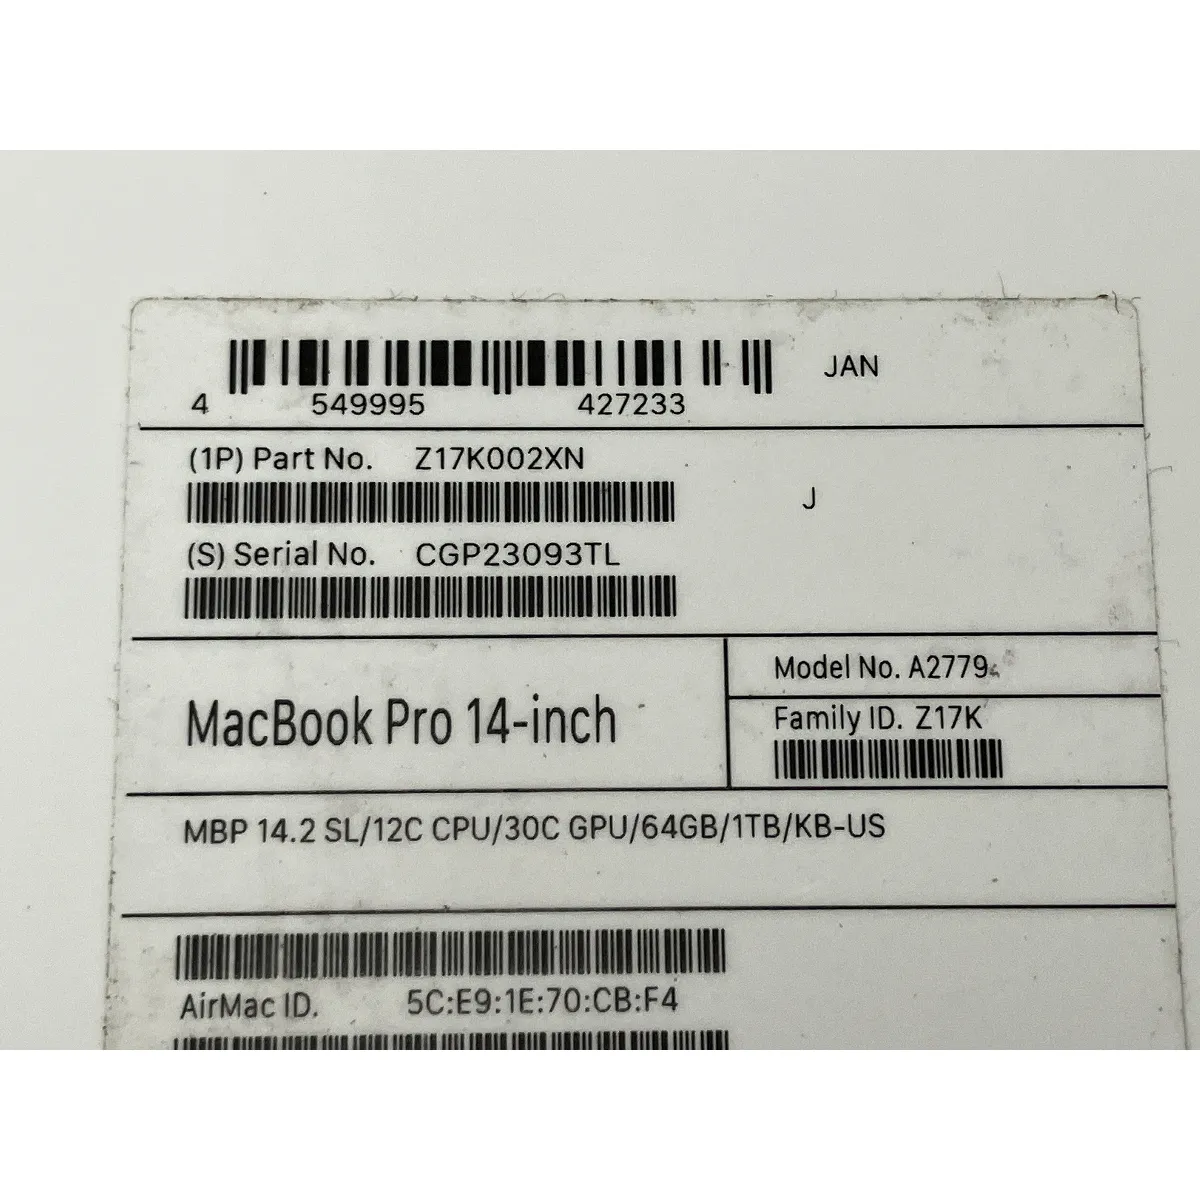 JAN
4 549995 427233
(1P) Part No. Z17K002XN
J
(S) Serial No. CGP23093TL
MacBook Pro 14-inch
Model No. A2779
Family ID. Z17K
MBP 14.2 SL/12C CPU/30C GPU/64GB/1TB/KB-US
AirMac ID. 5C:E9:1E:70:CB:F4